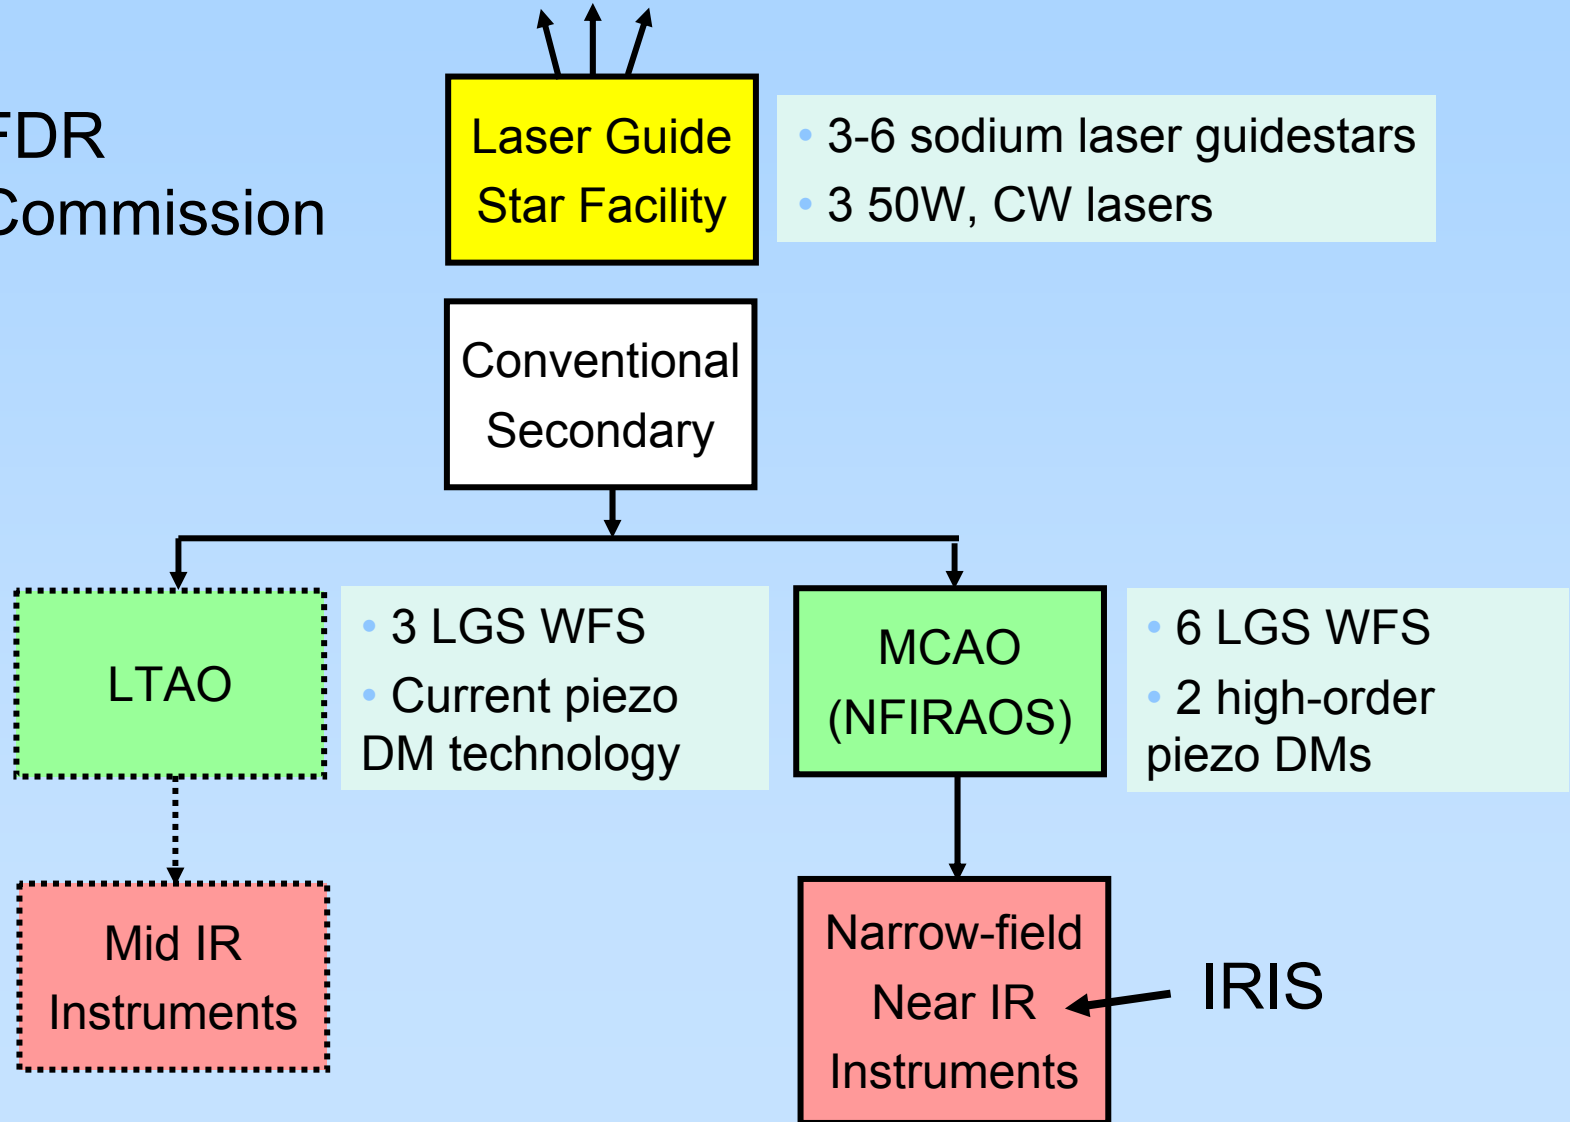 FDR
Commission
Laser Guide
Star Facility
• 3-6 sodium laser guidestars
• 3 50W, CW lasers
Conventional
Secondary
LTAO
• 3 LGS WFS
• Current piezo
DM technology
MCAO
(NFIRAOS)
• 6 LGS WFS
• 2 high-order
piezo DMs
Mid IR
Instruments
Narrow-field
Near IR
Instruments
IRIS